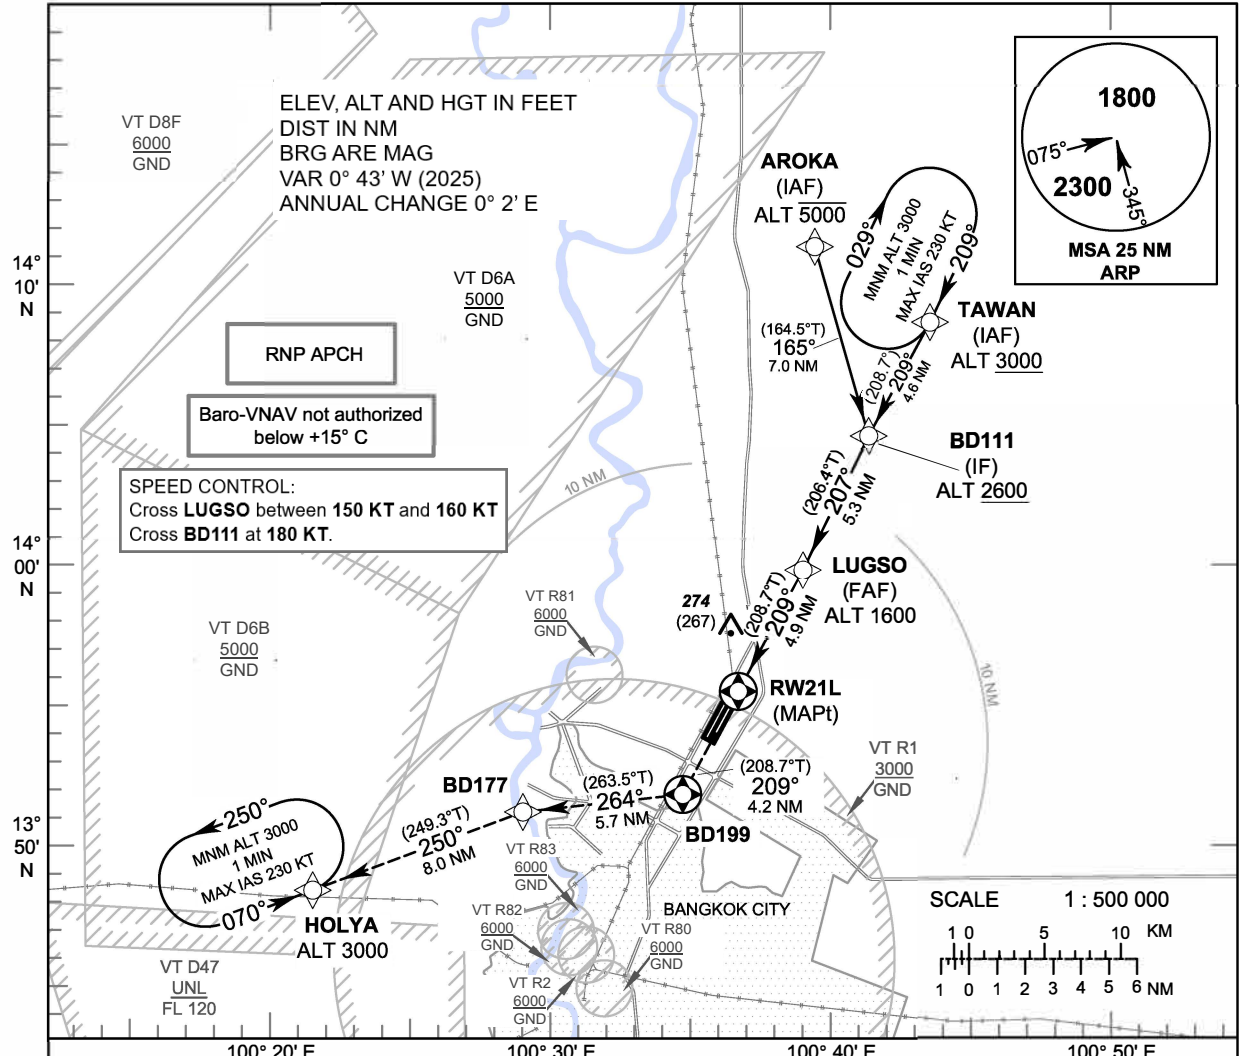 ELEV, ALT AND HGT IN FEET
DIST IN NM
BRG ARE MAG
VAR 0° 43' W (2025)
ANNUAL CHANGE 0° 2' E
VT D8F
6000
GND
VT D6A
5000
GND
RNP APCH
Baro-VNAV not authorized
below +15° C
SPEED CONTROL:
Cross LUGSO between 150 KT and 160 KT
Cross BD111 at 180 KT.
1800
075°
2300
345°
MSA 25 NM
ARP
AROKA
(IAF)
ALT 5000
029°
MNM ALT 3000
1 MIN
MAX IAS 230 KT
209°
TAWAN
(IAF)
ALT 3000
(164.5°T)
165°
7.0 NM
(208.7°)
209°
4.6 NM
BD111
(IF)
ALT 2600
(206.4°T)
207°
5.3 NM
LUGSO
(FAF)
ALT 1600
(208.7°T)
209°
4.9 NM
274
(267)
RW21L
(MAPt)
10 NM
10 NM
VT R81
6000
GND
VT D6B
5000
GND
VT R1
3000
GND
(208.7°T)
209°
4.2 NM
BD199
(263.5°T)
264°
5.7 NM
BD177
(249.3°T)
250°
8.0 NM
250°
MNM ALT 3000
1 MIN
MAX IAS 230 KT
070°
HOLYA
ALT 3000
VT R83
6000
GND
VT R82
6000
GND
VT R2
6000
GND
VT R80
6000
GND
BANGKOK CITY
VT D47
UNL
FL 120
SCALE 1 : 500 000
1 0 5 10 KM
1 0 1 2 3 4 5 6 NM
14°
10'
N
14°
00'
N
13°
50'
N
100° 20' E
100° 30' E
100° 40' E
100° 50' E